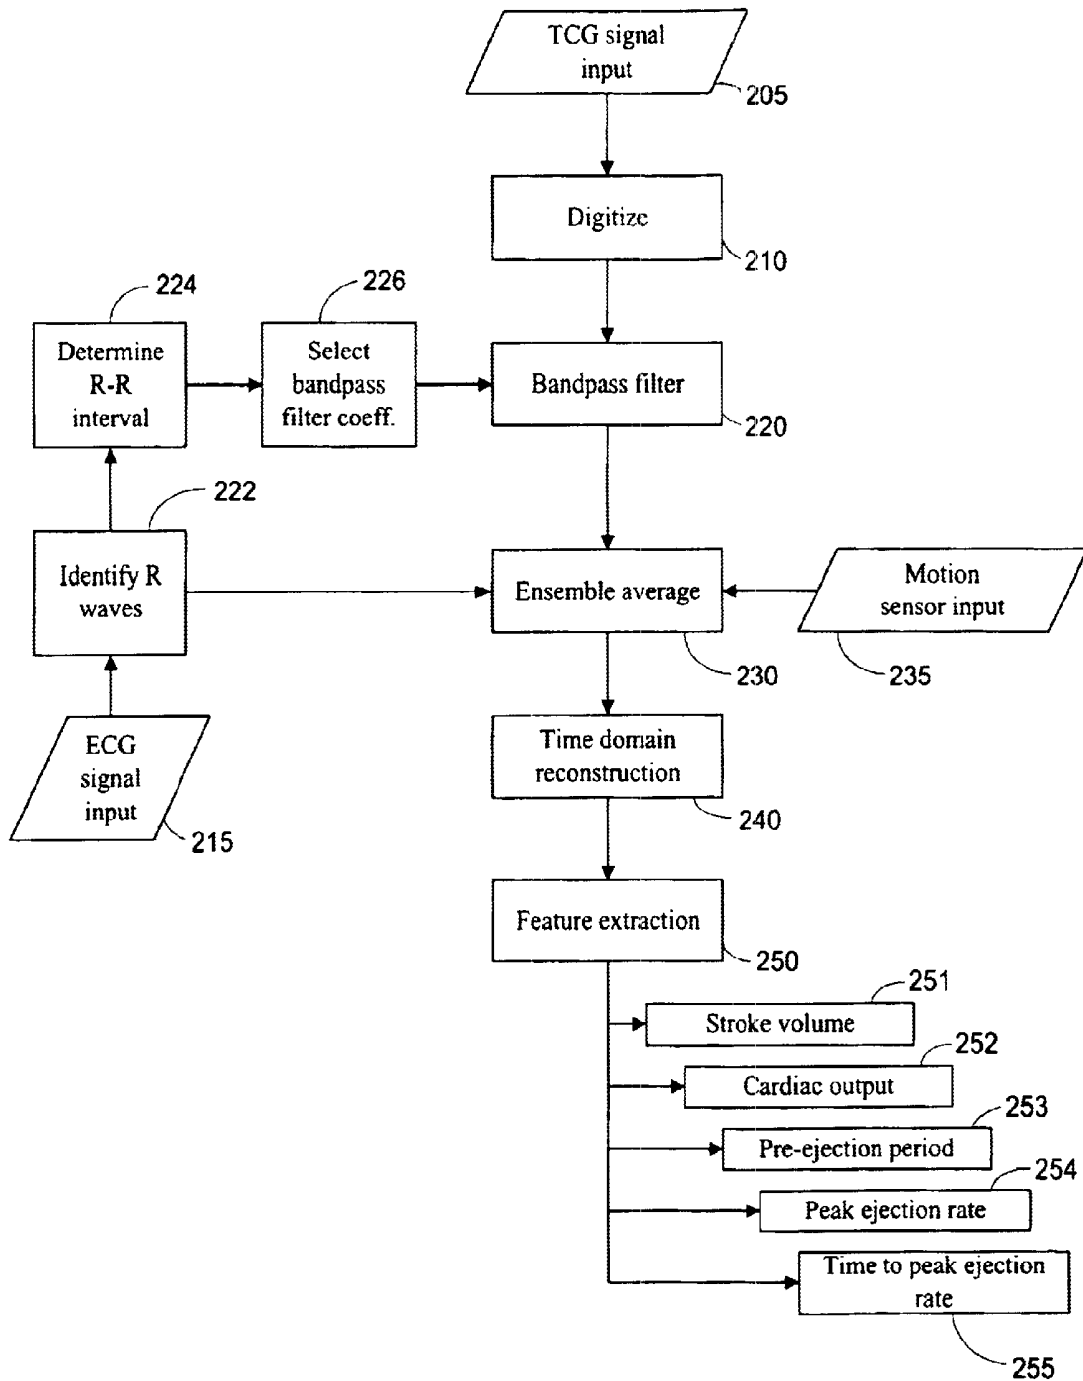 TCG signal
input
205
Digitize
210
224
226
Determine
R-R
interval
Select
bandpass
filter coeff.
Bandpass filter
220
222
Identify R
waves
Ensemble average
230
Motion
sensor input
235
ECG
signal
input
215
Time domain
reconstruction
240
Feature extraction
250
251
Stroke volume
252
Cardiac output
253
Pre-ejection period
254
Peak ejection rate
Time to peak ejection
rate
255